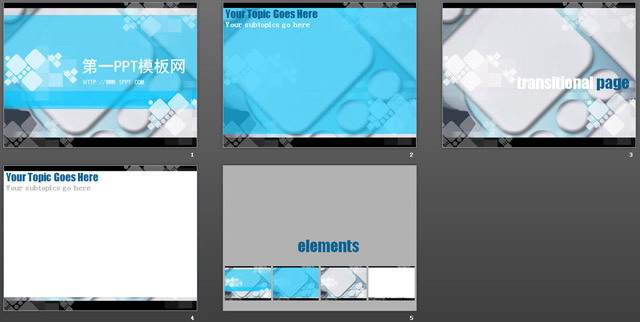 第一PPT模板网
HTTP://WWW.1PPT.COM
1
Your Topic Goes Here
Your subtopics go here
2
transitional page
3
Your Topic Goes Here
Your subtopics go here
4
elements
5